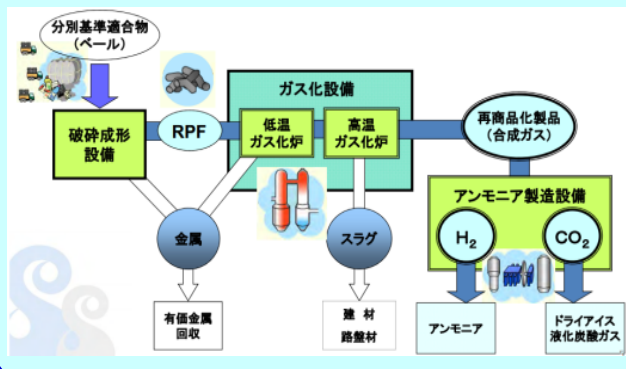 分別基準適合物
(ベール)
破砕成形
設備
RPF
ガス化設備
低温
ガス化炉
高温
ガス化炉
再商品化製品
(合成ガス)
アンモニア製造設備
H₂
CO₂
金属
スラグ
有価金属
回収
建 材
路盤材
アンモニア
ドライアイス
液化炭酸ガス